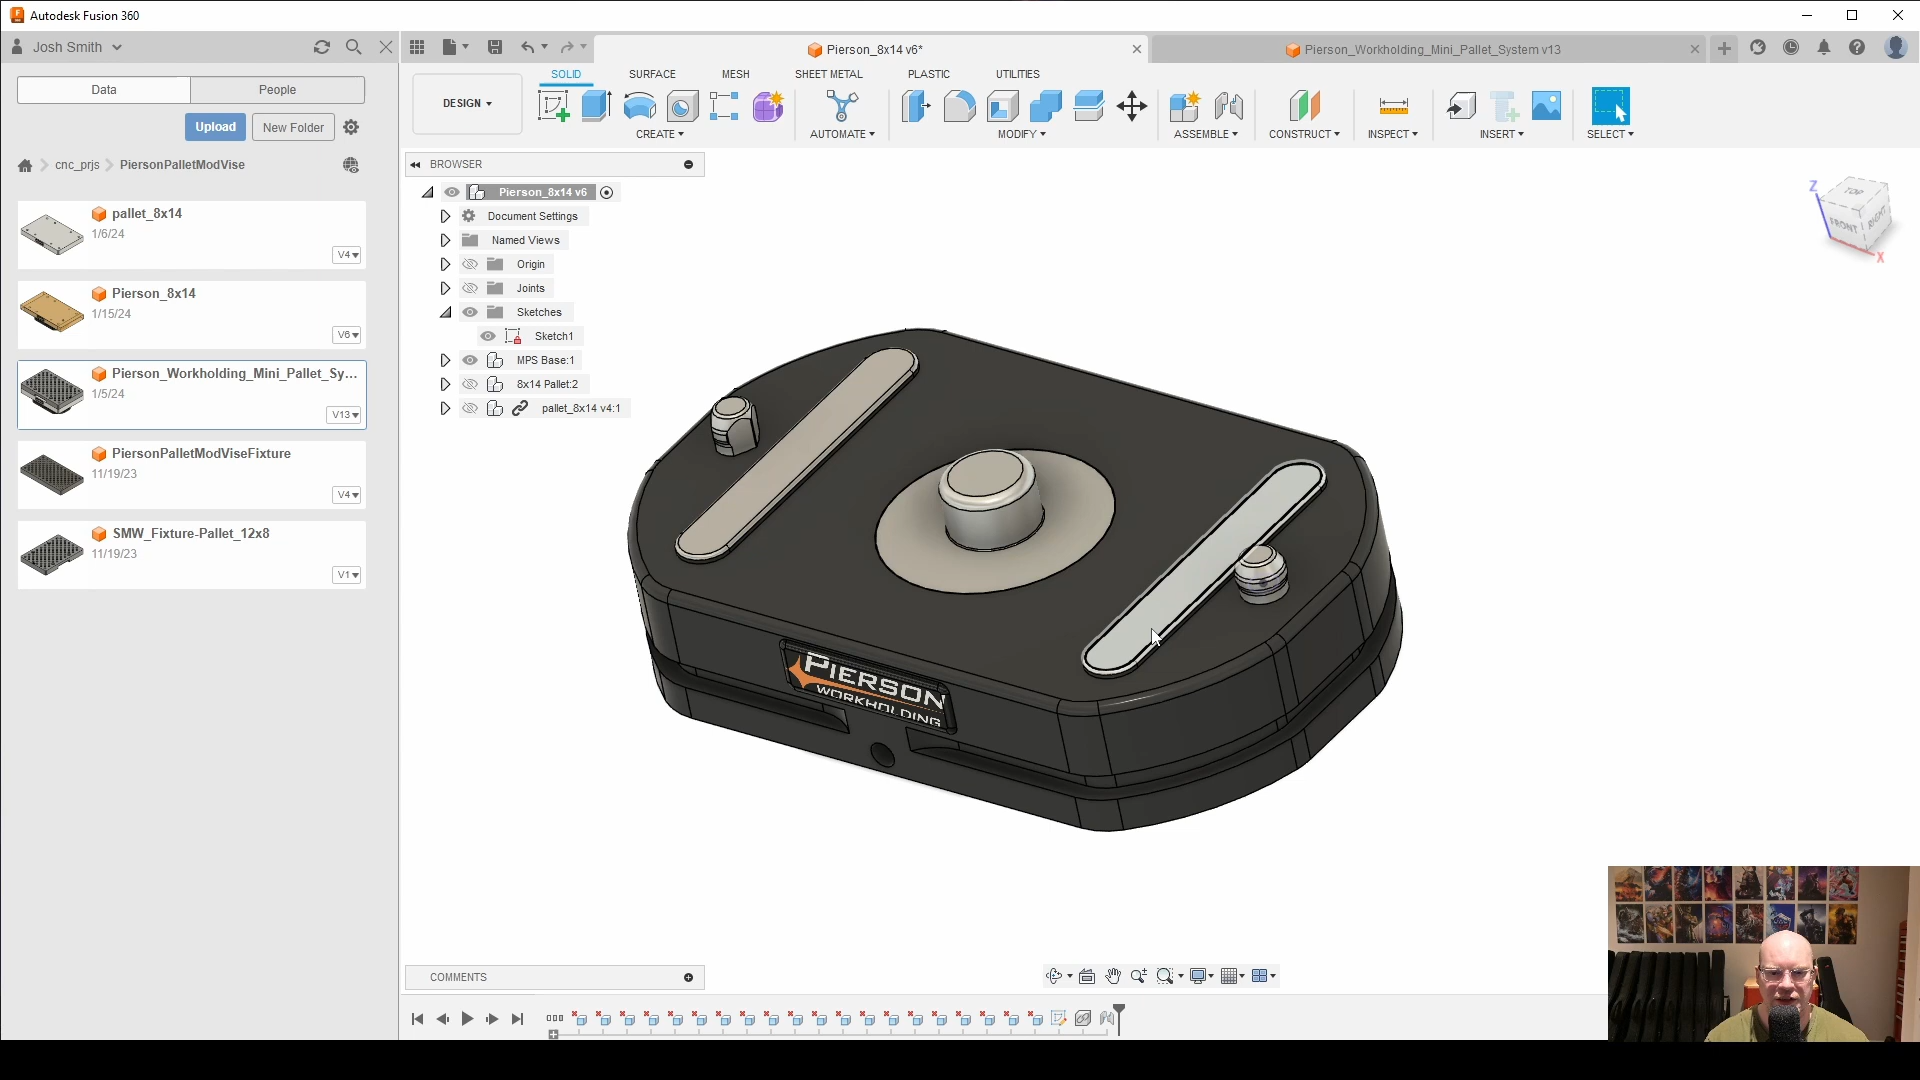 Autodesk Fusion 360
Josh Smith
Pierson_8x14 v6*
Pierson_Workholding_Mini_Pallet_System v13
Data
People
Upload
New Folder
cnc_prjs
PiersonPalletModVise
pallet_8x14
1/6/24
V4
Pierson_8x14
1/15/24
V6
Pierson_Workholding_Mini_Pallet_Sy...
1/5/24
V13
PiersonPalletModViseFixture
11/19/23
V4
SMW_Fixture-Pallet_12x8
11/19/23
V1
DESIGN
SOLID
SURFACE
MESH
SHEET METAL
PLASTIC
UTILITIES
CREATE
AUTOMATE
MODIFY
ASSEMBLE
CONSTRUCT
INSPECT
INSERT
SELECT
BROWSER
Pierson_8x14 v6
Document Settings
Named Views
Origin
Joints
Sketches
Sketch1
MPS Base:1
8x14 Pallet:2
pallet_8x14 v4:1
Z
TOP
FRONT
RIGHT
X
PIERSON
WORKHOLDING
COMMENTS